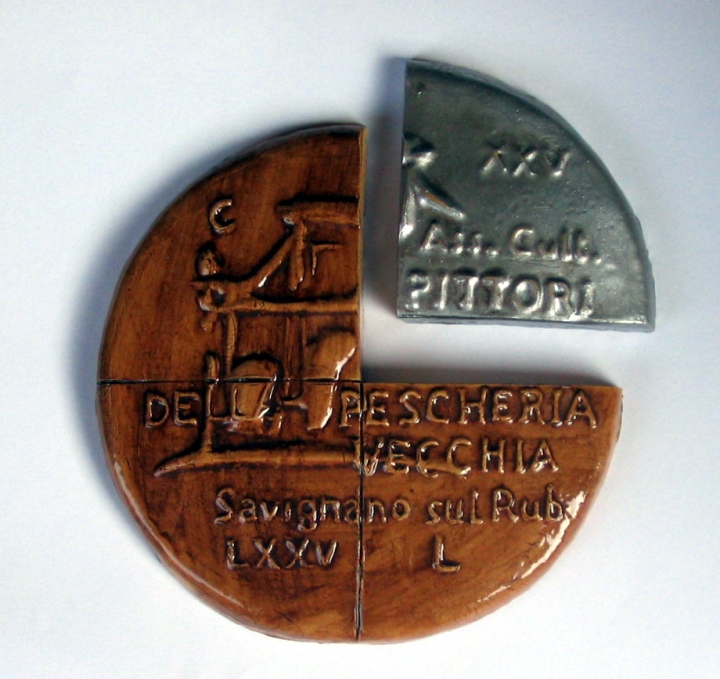 XXV
C
Ass. Cult.
PITTORI
DELLA PESCHERIA
VECCHIA
Savignano sul Rub.
LXXV L